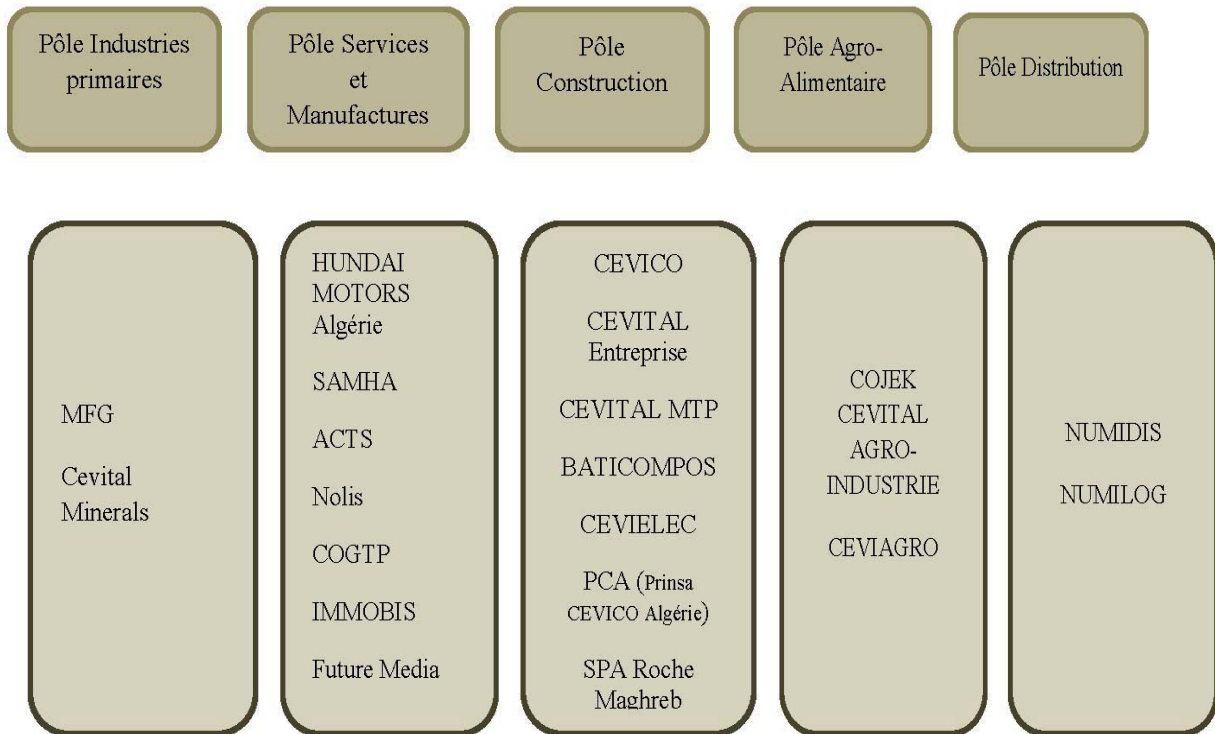 Pôle Industries
primaires
Pôle Services
et
Manufactures
Pôle
Construction
Pôle Agro-
Alimentaire
Pôle Distribution
MFG
Cevital
Minerals
HUNDAI
MOTORS
Algérie
SAMHA
ACTS
Nolis
COGTP
IMMOBIS
Future Media
CEVICO
CEVITAL
Entreprise
CEVITAL MTP
BATICOMPOS
CEVIELEC
PCA (Prinsa
CEVICO Algérie)
SPA Roche
Maghreb
COJEK
CEVITAL
AGRO-
INDUSTRIE
CEVIAGRO
NUMIDIS
NUMILOG